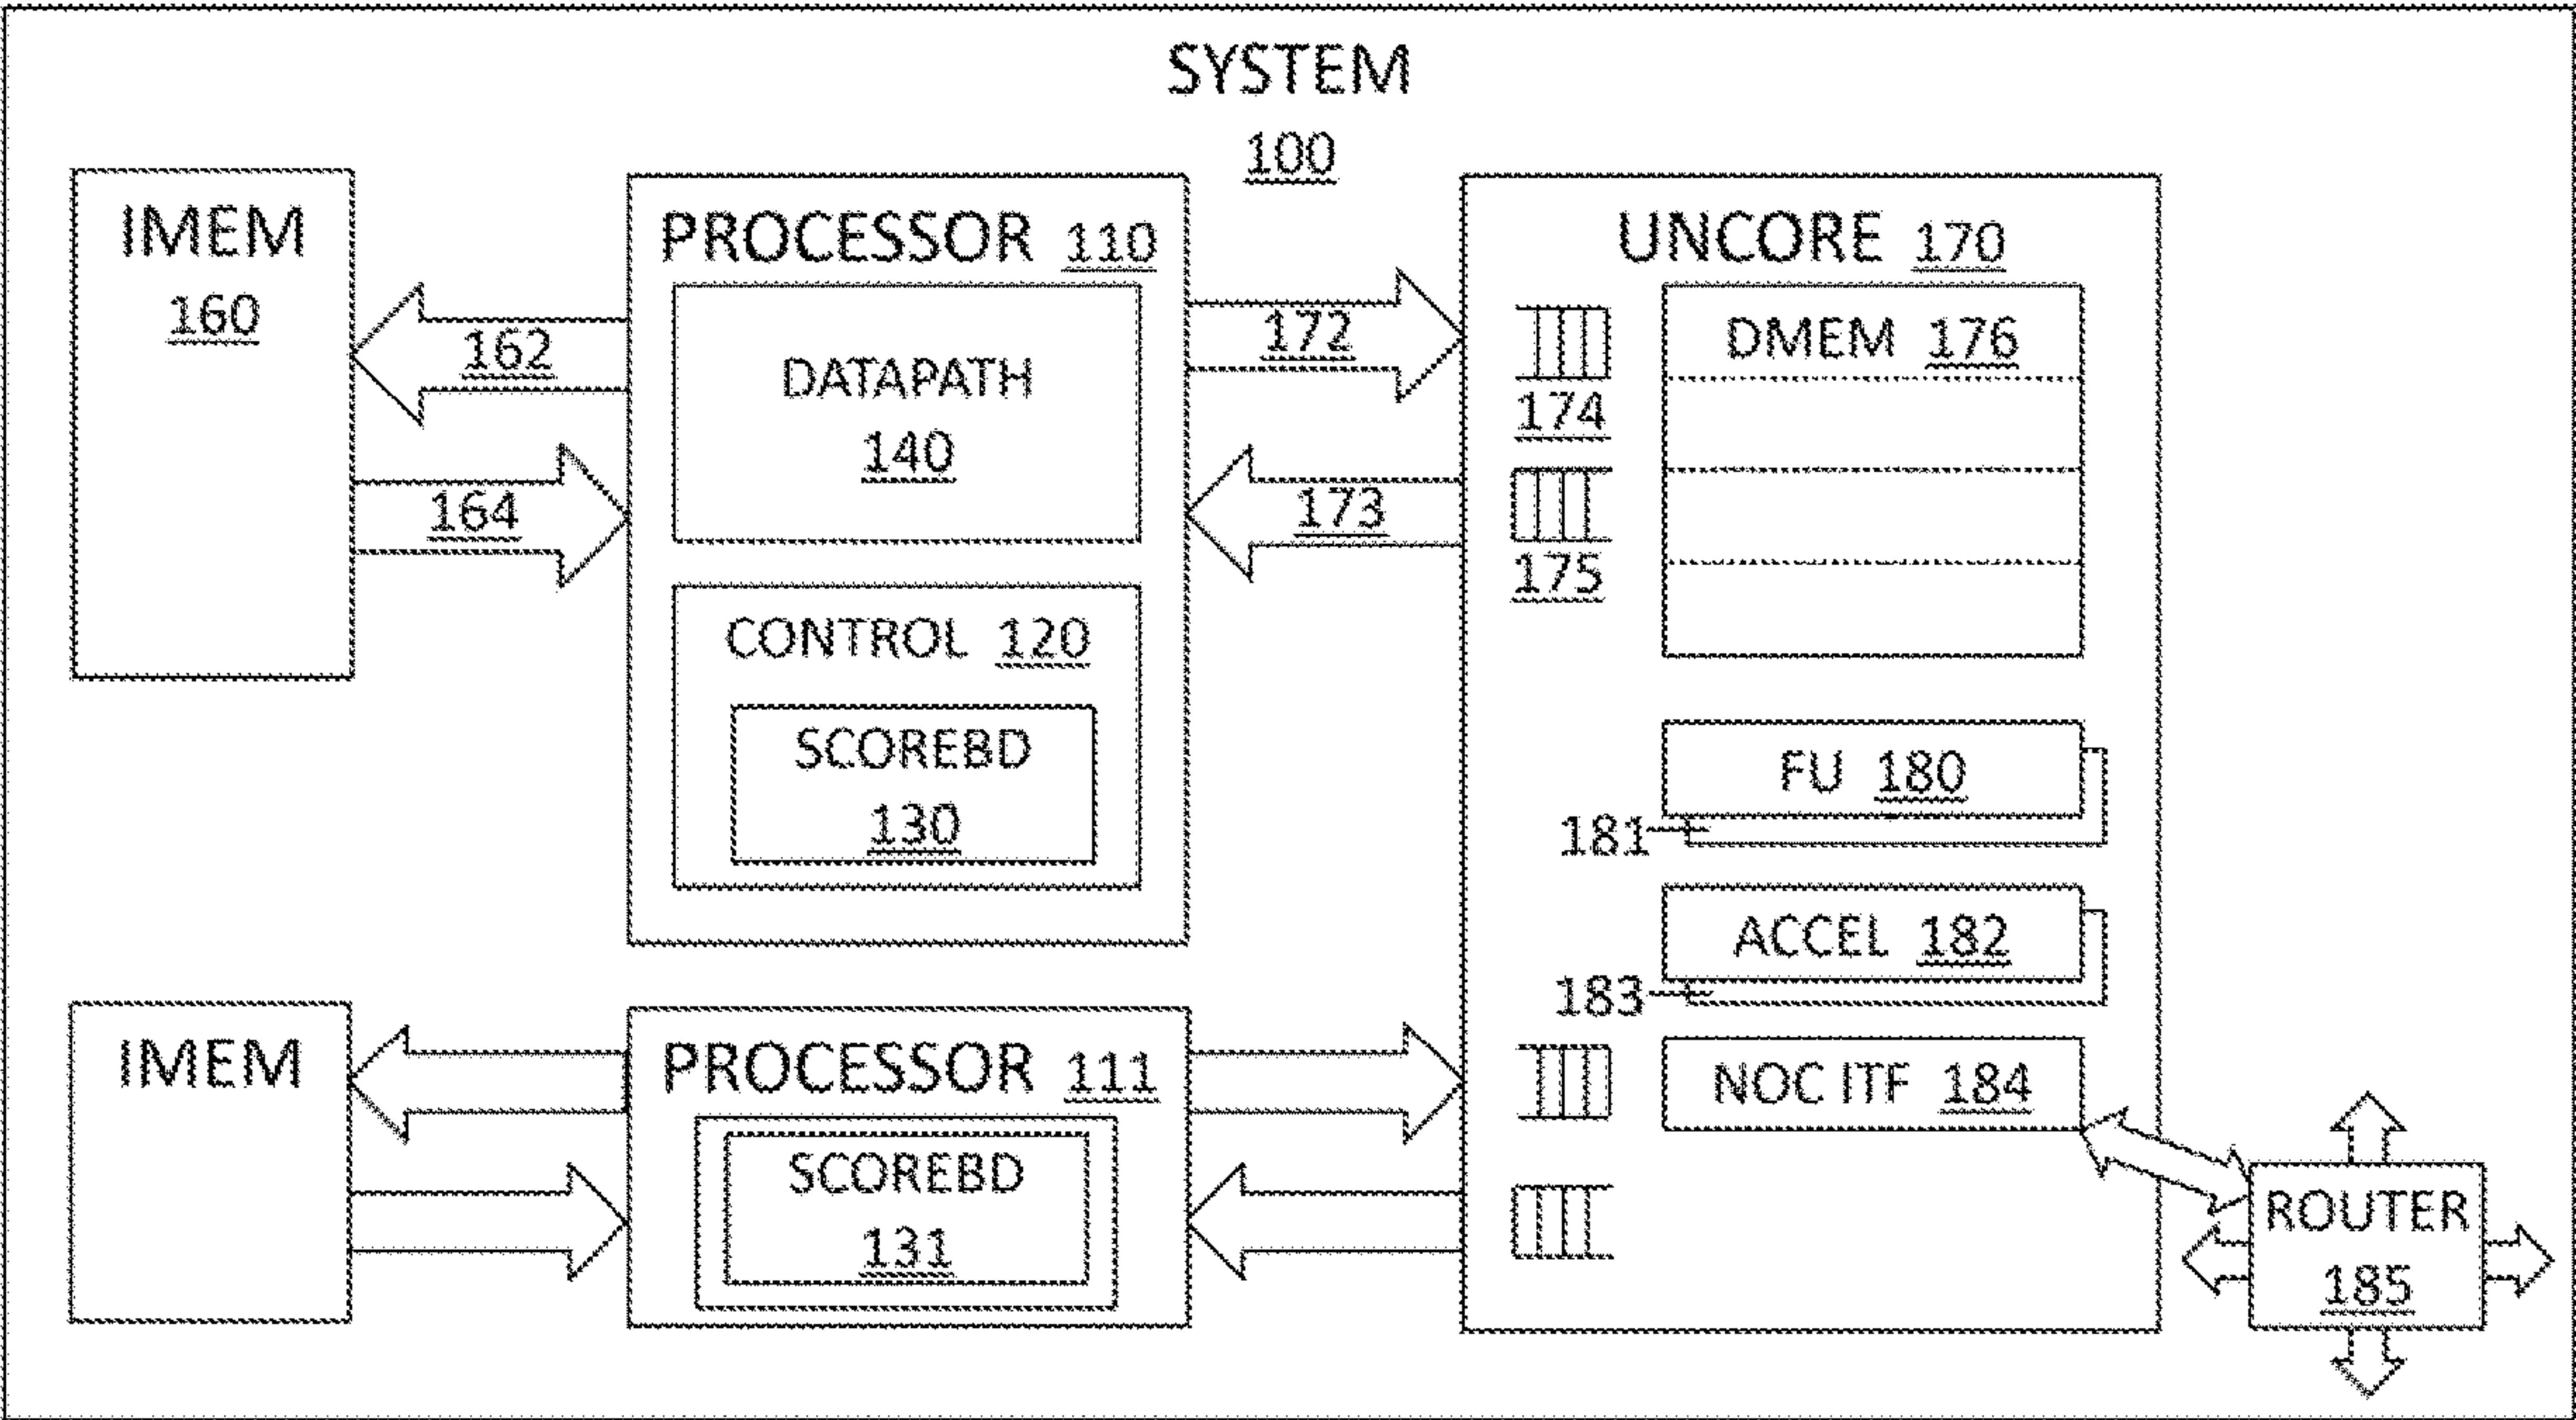 SYSTEM
100
IMEM
160
162
164
PROCESSOR 110
DATAPATH
140
CONTROL 120
SCOREBD
130
172
173
UNCORE 170
174
175
DMEM 176
FU 180
181
ACCEL 182
183
NOC ITF 184
IMEM
PROCESSOR 111
SCOREBD
131
ROUTER
185